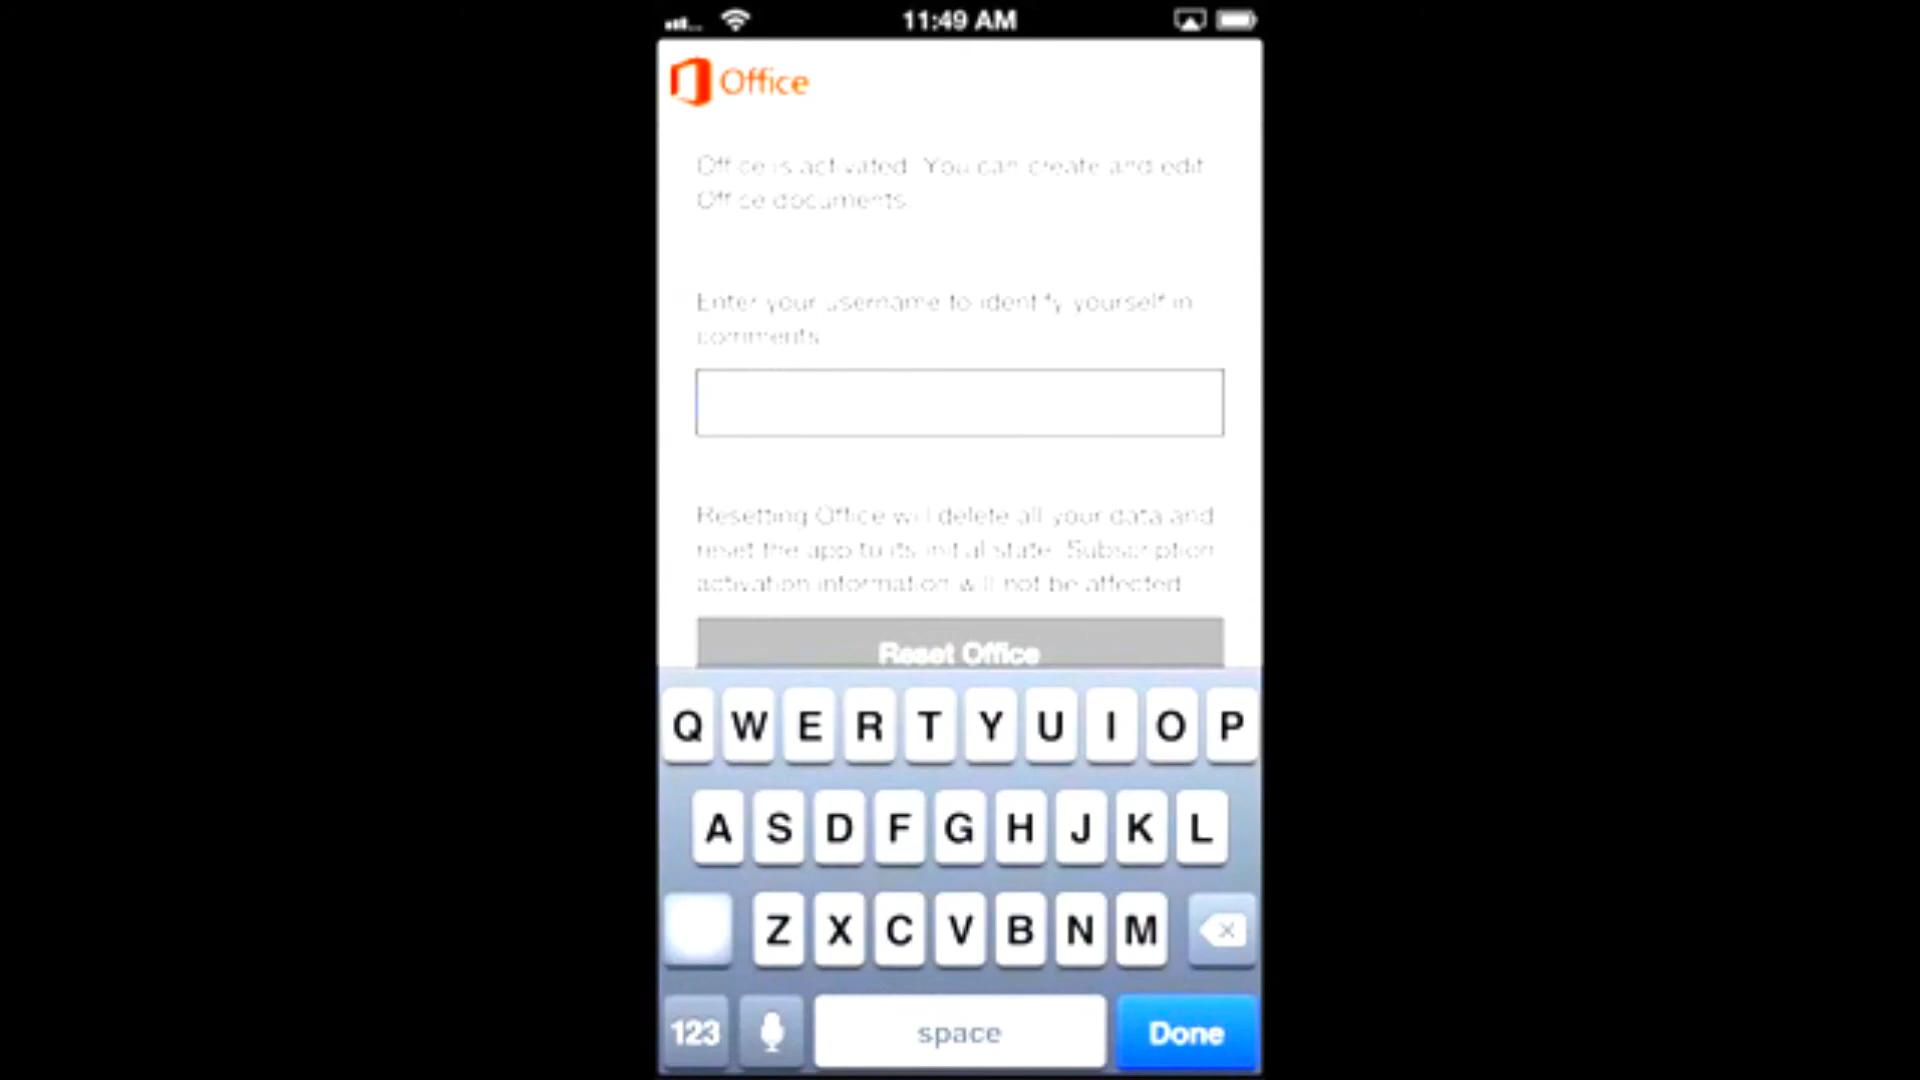 11:49 AM
Office
Office is activated. You can create and edit
Office documents.
Enter your username to identify yourself in
comments.
Resetting Office will delete all your data and
reset the app to its initial state. Subscription
activation information will not be affected.
Reset Office
Q W E R T Y U I O P
A S D F G H J K L
Z X C V B N M
123 space Done